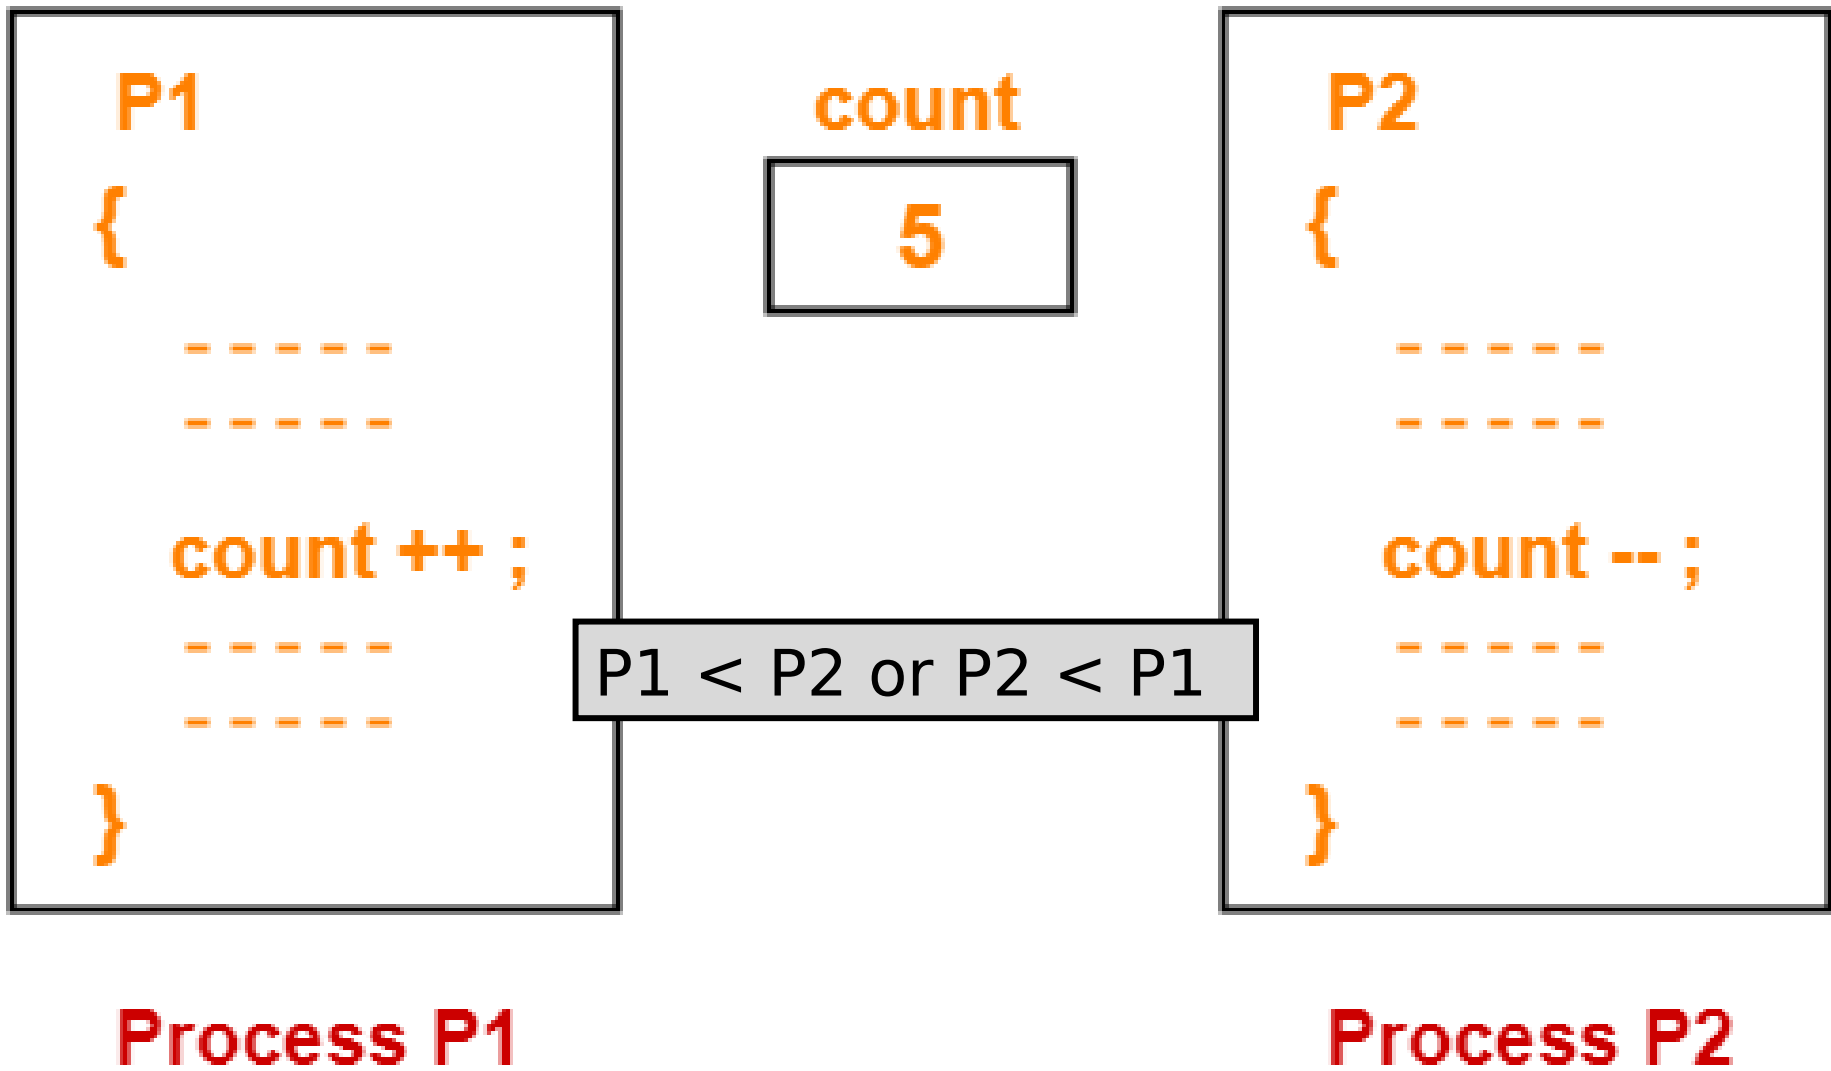 P1
{
- - - - -
- - - - -
count ++ ;
- - - - -
- - - - -
}
Process P1
count
5
P1 < P2 or P2 < P1
P2
{
- - - - -
- - - - -
count -- ;
- - - - -
- - - - -
}
Process P2